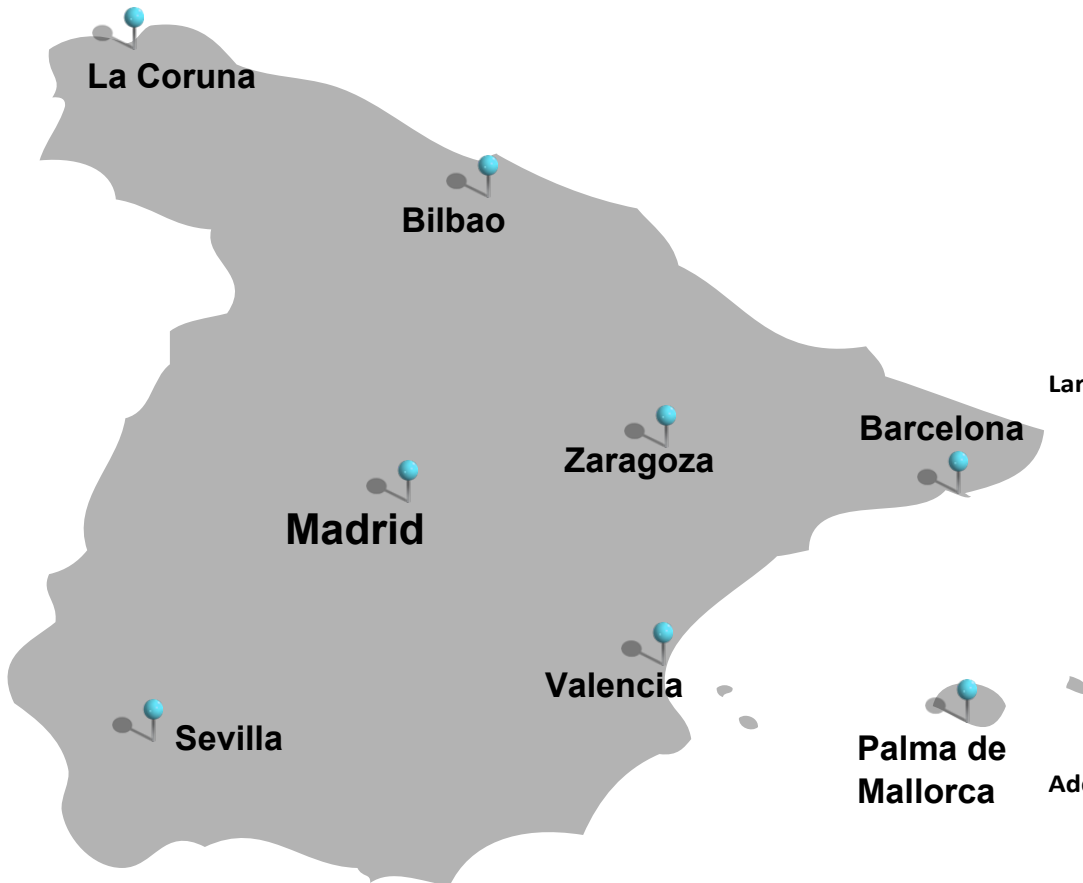 La Coruna
Bilbao
Barcelona
Zaragoza
Madrid
Valencia
Sevilla
Palma de
Mallorca